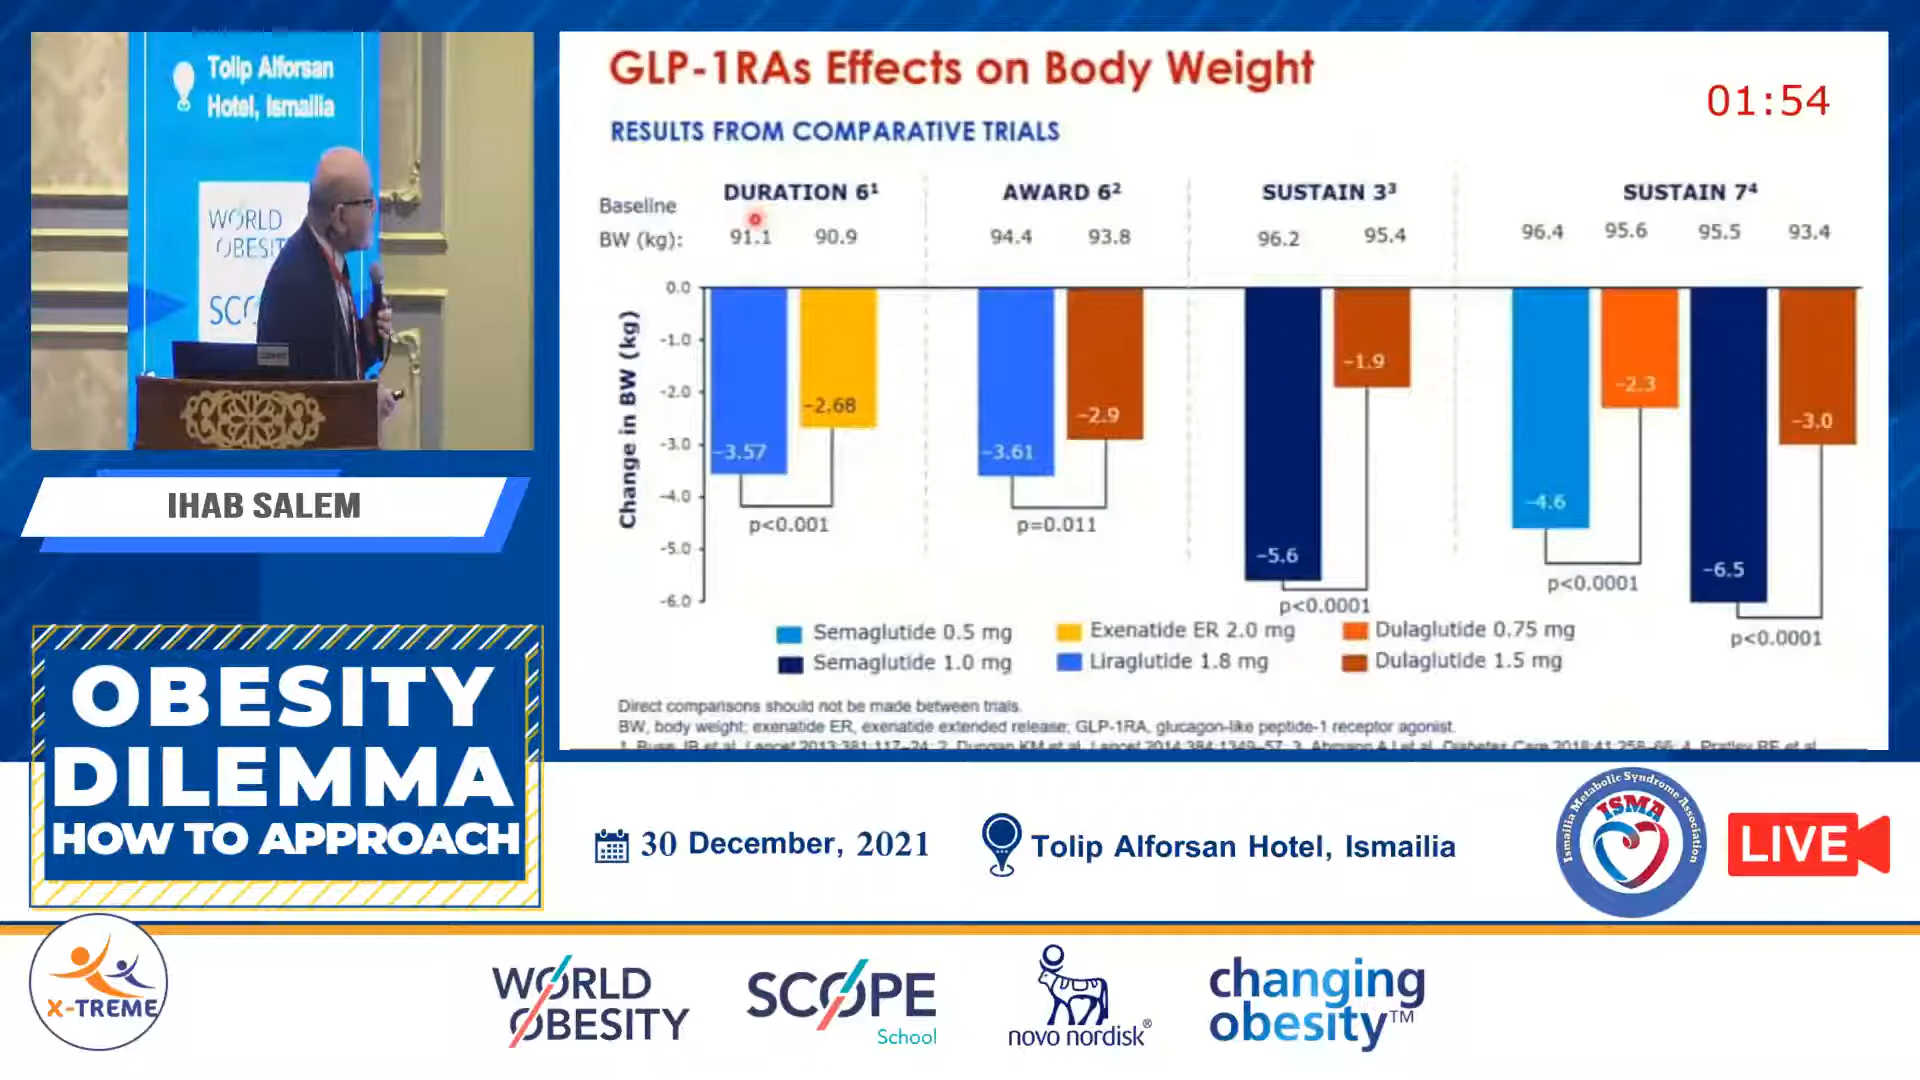 Tolip Alforsan
Hotel, Ismailia
WORLD
OBESIT
IHAB SALEM
OBESITY
DILEMMA
HOW TO APPROACH
GLP-1RAs Effects on Body Weight
01:54
RESULTS FROM COMPARATIVE TRIALS
DURATION 6¹ AWARD 6² SUSTAIN 3³ SUSTAIN 7⁴
Baseline
BW (kg): 91.1 90.9 94.4 93.8 96.2 95.4 96.4 95.6 95.5 93.4
Change in BW (kg)
0.0
-1.0
-2.0
-3.0
-4.0
-5.0
-6.0
-3.57 -2.68 -3.61 -2.9 -5.6 -1.9 -4.6 -2.3 -6.5 -3.0
p<0.001 p=0.011 p<0.0001 p<0.0001 p<0.0001
Semaglutide 0.5 mg Exenatide ER 2.0 mg Dulaglutide 0.75 mg
Semaglutide 1.0 mg Liraglutide 1.8 mg Dulaglutide 1.5 mg
Direct comparisons should not be made between trials.
BW, body weight; exenatide ER, exenatide extended release; GLP-1RA, glucagon-like peptide-1 receptor agonist.
30 December, 2021
Tolip Alforsan Hotel, Ismailia
Ismailia Metabolic Syndrome Association
ISMA
LIVE
X-TREME
WORLD
OBESITY
SCOPE
School
novo nordisk®
changing
obesity™